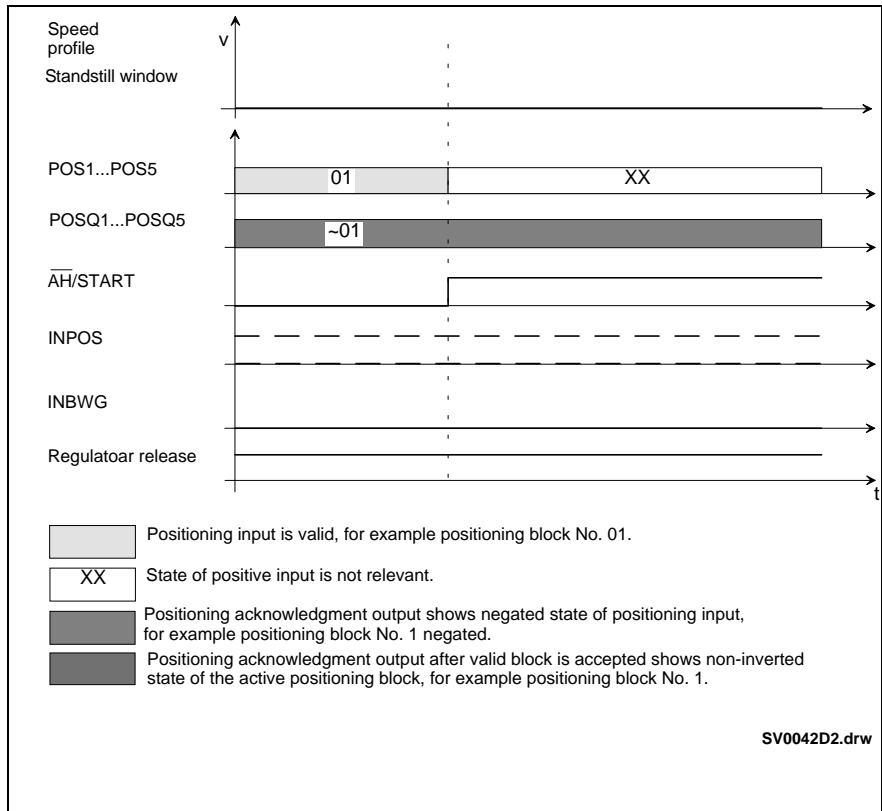 Speed
profile
v
Standstill window
POS1...POS5
01
XX
POSQ1...POSQ5
~01
A̅H̅/START
INPOS
INBWG
Regulatoar release
t
Positioning input is valid, for example positioning block No. 01.
XX
State of positive input is not relevant.
Positioning acknowledgment output shows negated state of positioning input,
for example positioning block No. 1 negated.
Positioning acknowledgment output after valid block is accepted shows non-inverted
state of the active positioning block, for example positioning block No. 1.
SV0042D2.drw